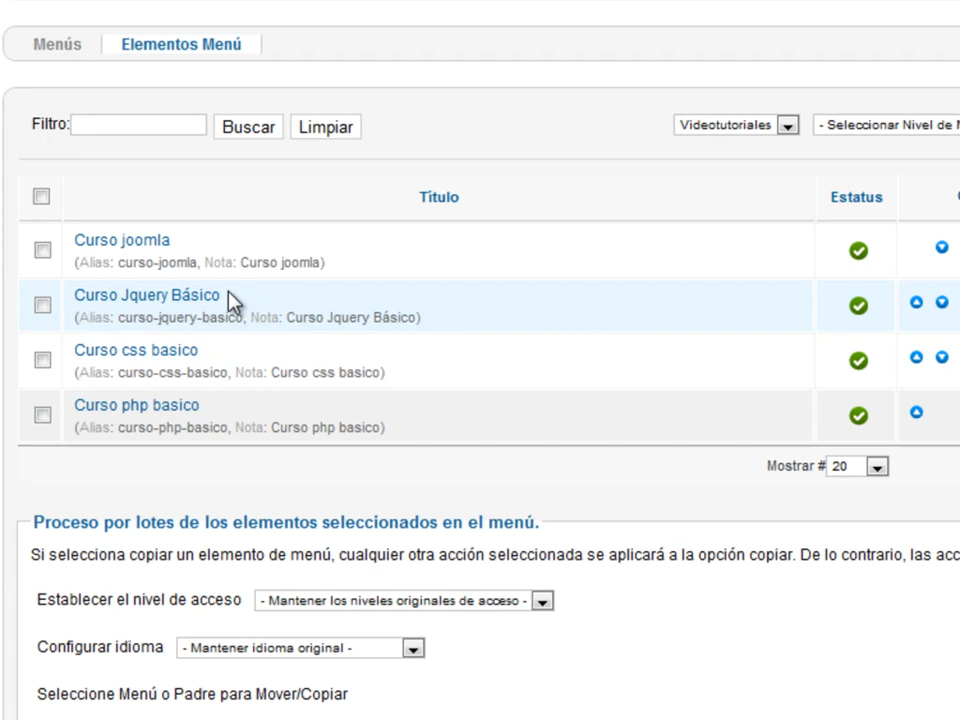 Menús Elementos Menú
Filtro: Buscar Limpiar Videotutoriales - Seleccionar Nivel de
Título Estatus
Curso joomla
(Alias: curso-joomla, Nota: Curso joomla)
Curso Jquery Básico
(Alias: curso-jquery-basico, Nota: Curso Jquery Básico)
Curso css basico
(Alias: curso-css-basico, Nota: Curso css basico)
Curso php basico
(Alias: curso-php-basico, Nota: Curso php basico)
Mostrar # 20
Proceso por lotes de los elementos seleccionados en el menú.
Si selecciona copiar un elemento de menú, cualquier otra acción seleccionada se aplicará a la opción copiar. De lo contrario, las acc
Establecer el nivel de acceso - Mantener los niveles originales de acceso -
Configurar idioma - Mantener idioma original -
Seleccione Menú o Padre para Mover/Copiar